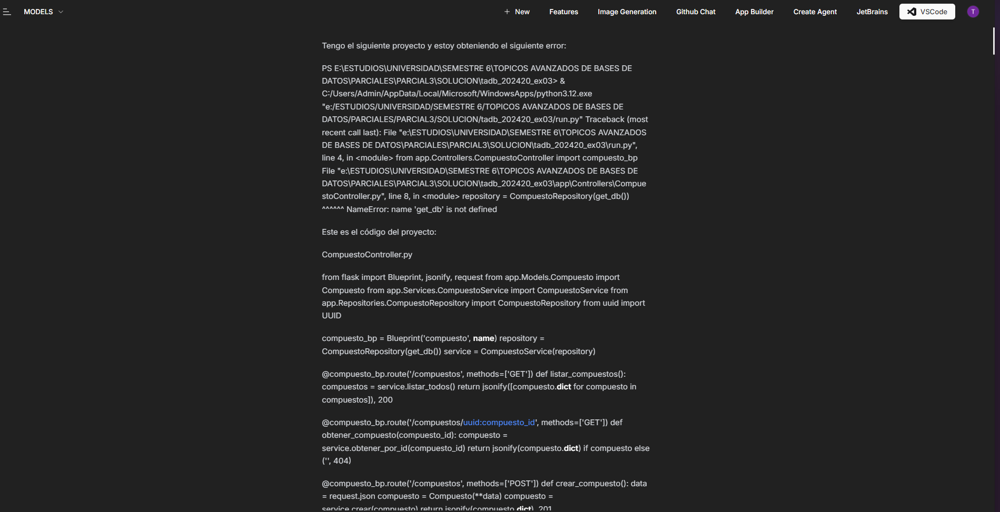 MODELS
New
Features
Image Generation
Github Chat
App Builder
Create Agent
JetBrains
VSCode
T
Tengo el siguiente proyecto y estoy obteniendo el siguiente error:
PS E:\ESTUDIOS\UNIVERSIDAD\SEMESTRE 6\TOPICOS AVANZADOS DE BASES DE
DATOS\PARCIALES\PARCIAL3\SOLUCION\tadb_202420_ex03> &
C:/Users/Admin/AppData/Local/Microsoft/WindowsApps/python3.12.exe
"e:/ESTUDIOS/UNIVERSIDAD/SEMESTRE 6/TOPICOS AVANZADOS DE BASES DE
DATOS/PARCIALES/PARCIAL3/SOLUCION/tadb_202420_ex03/run.py" Traceback (most
recent call last): File "e:\ESTUDIOS\UNIVERSIDAD\SEMESTRE 6\TOPICOS AVANZADOS
DE BASES DE DATOS\PARCIALES\PARCIAL3\SOLUCION\tadb_202420_ex03\run.py",
line 4, in <module> from app.Controllers.CompuestoController import compuesto_bp
File "e:\ESTUDIOS\UNIVERSIDAD\SEMESTRE 6\TOPICOS AVANZADOS DE BASES DE
DATOS\PARCIALES\PARCIAL3\SOLUCION\tadb_202420_ex03\app\Controllers\Compue
stoController.py", line 8, in <module> repository = CompuestoRepository(get_db())
^^^^^^ NameError: name 'get_db' is not defined
Este es el código del proyecto:
CompuestoController.py
from flask import Blueprint, jsonify, request from app.Models.Compuesto import
Compuesto from app.Services.CompuestoService import CompuestoService from
app.Repositories.CompuestoRepository import CompuestoRepository from uuid import
UUID
compuesto_bp = Blueprint('compuesto', name) repository =
CompuestoRepository(get_db()) service = CompuestoService(repository)
@compuesto_bp.route('/compuestos', methods=['GET']) def listar_compuestos():
compuestos = service.listar_todos() return jsonify([compuesto.dict for compuesto in
compuestos]), 200
@compuesto_bp.route('/compuestos/uuid:compuesto_id', methods=['GET']) def
obtener_compuesto(compuesto_id): compuesto =
service.obtener_por_id(compuesto_id) return jsonify(compuesto.dict) if compuesto else
('', 404)
@compuesto_bp.route('/compuestos', methods=['POST']) def crear_compuesto(): data
= request.json compuesto = Compuesto(**data) compuesto =
service.crear(compuesto) return jsonify(compuesto.dict), 201